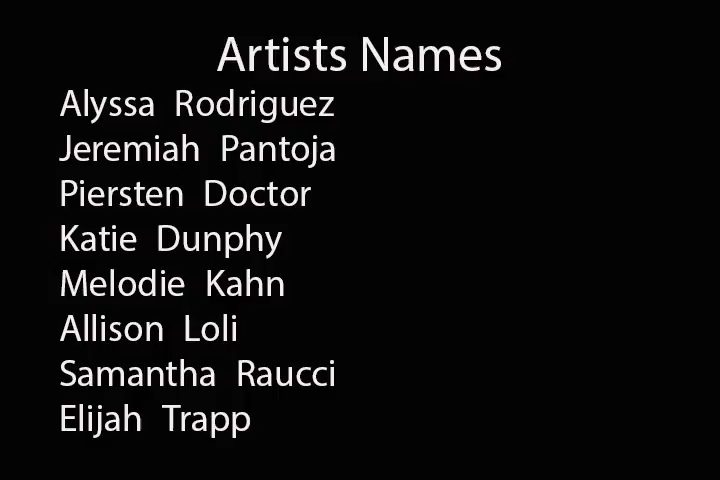 Artists Names
Alyssa Rodriguez
Jeremiah Pantoja
Piersten Doctor
Katie Dunphy
Melodie Kahn
Allison Loli
Samantha Raucci
Elijah Trapp